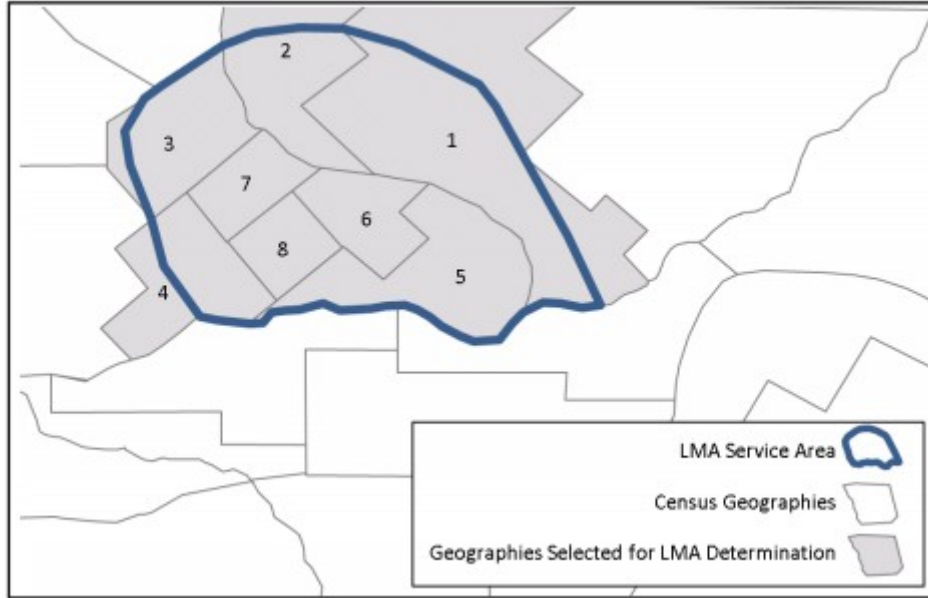 2
1
3
7
6
8
5
4
LMA Service Area
Census Geographies
Geographies Selected for LMA Determination